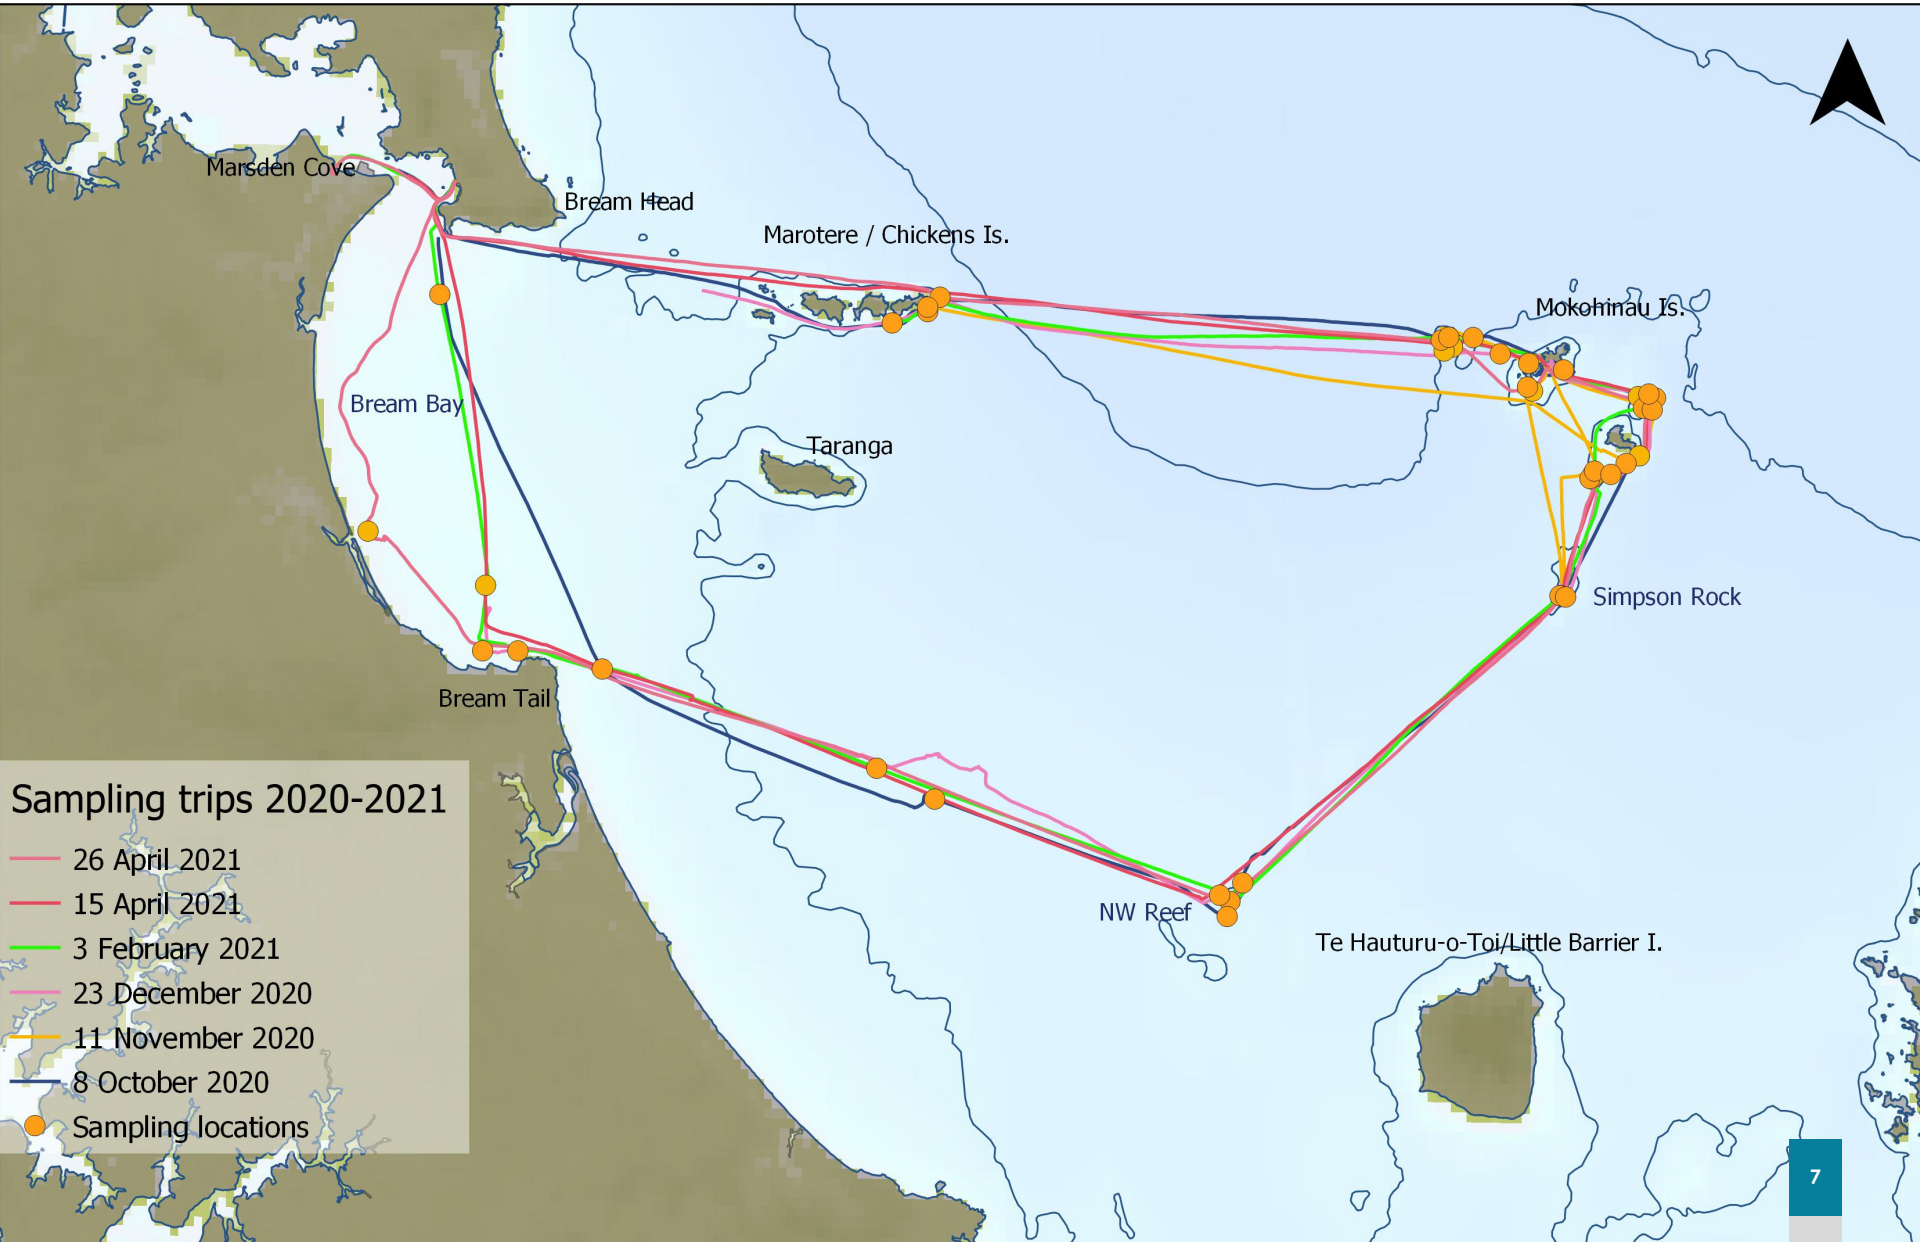 Marsden Cove
Bream Head
Marotere / Chickens Is.
Mokohinau Is.
Bream Bay
Taranga
Simpson Rock
Bream Tail
NW Reef
Te Hauturu-o-Toi/Little Barrier I.
Sampling trips 2020-2021
26 April 2021
15 April 2021
3 February 2021
23 December 2020
11 November 2020
8 October 2020
Sampling locations
7